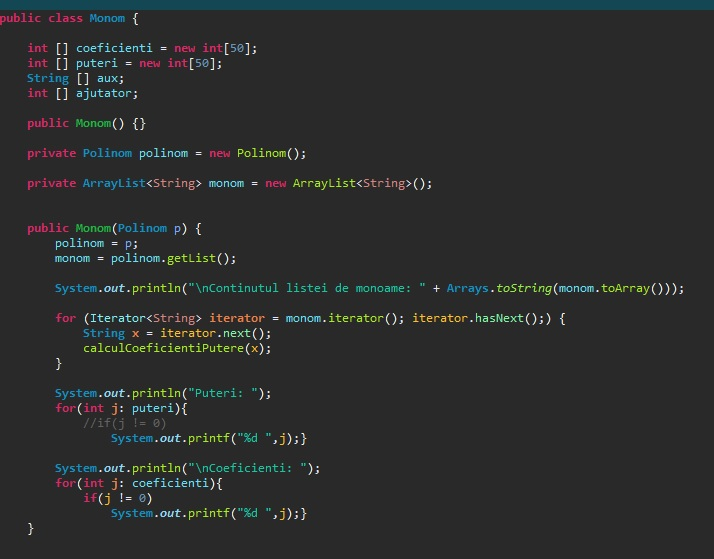 public class Monom {
int [] coeficienti = new int[50];
int [] puteri = new int[50];
String [] aux;
int [] ajutator;
public Monom() {}
private Polinom polinom = new Polinom();
private ArrayList<String> monom = new ArrayList<String>();
public Monom(Polinom p) {
polinom = p;
monom = polinom.getList();
System.out.println("\nContinutul listei de monoame: " + Arrays.toString(monom.toArray()));
for (Iterator<String> iterator = monom.iterator(); iterator.hasNext();) {
String x = iterator.next();
calculCoeficientiPutere(x);
}
System.out.println("Puteri: ");
for(int j: puteri){
//if(j != 0)
System.out.printf("%d ",j);}
System.out.println("\nCoeficienti: ");
for(int j: coeficienti){
if(j != 0)
System.out.printf("%d ",j);}
}